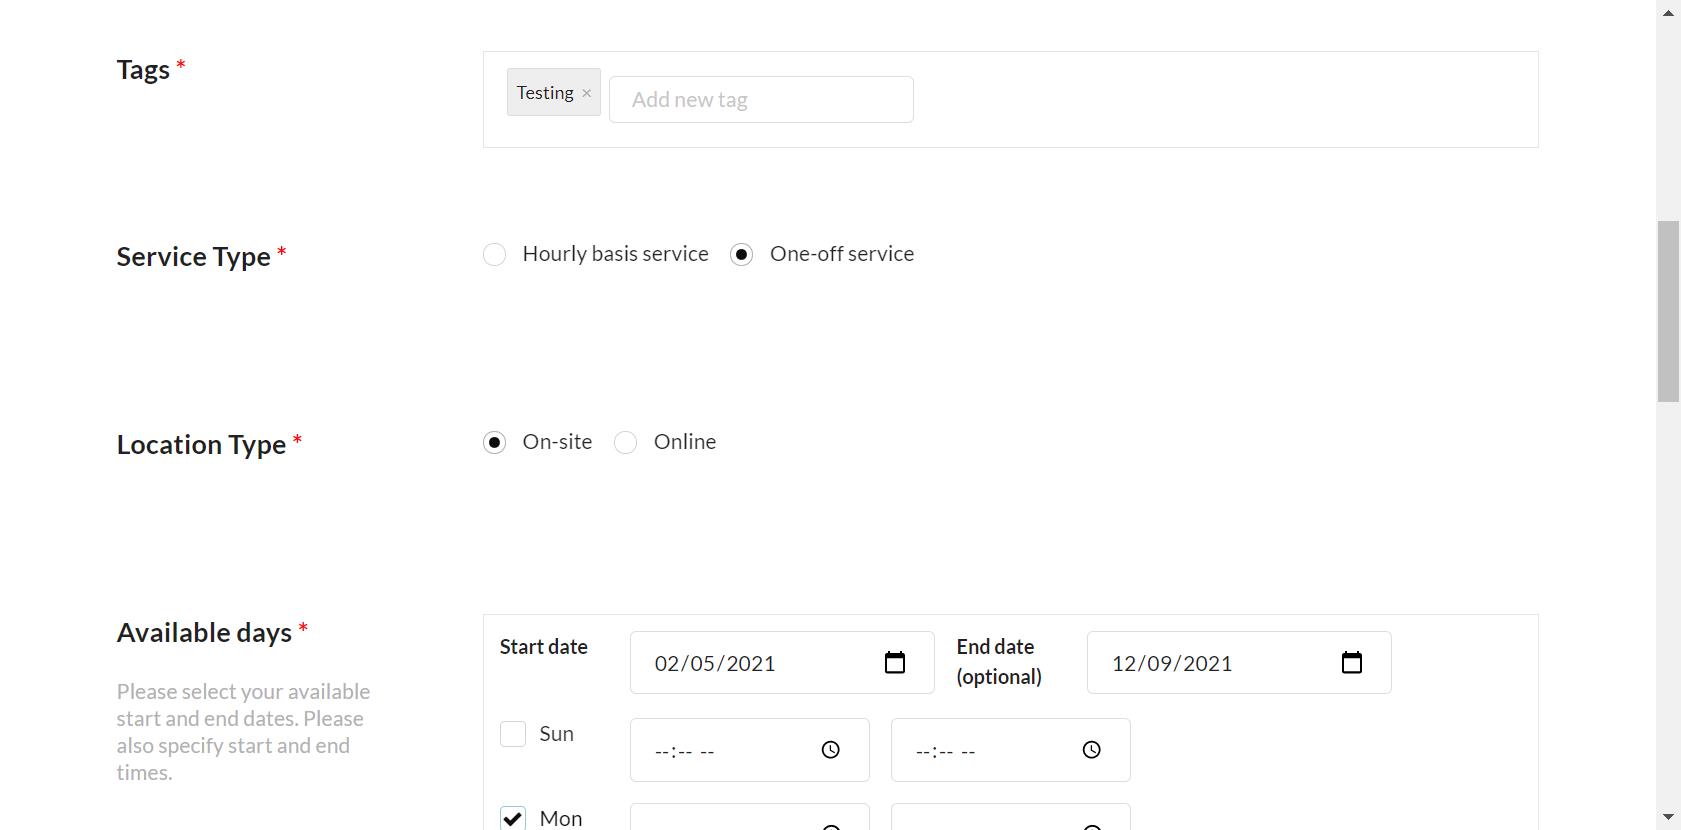 Tags *
Testing ×
Add new tag
Service Type *
Hourly basis service
One-off service
Location Type *
On-site
Online
Available days *
Please select your available
start and end dates. Please
also specify start and end
times.
Start date
02/05/2021
End date
(optional)
12/09/2021
Sun
--:-- --
--:-- --
Mon